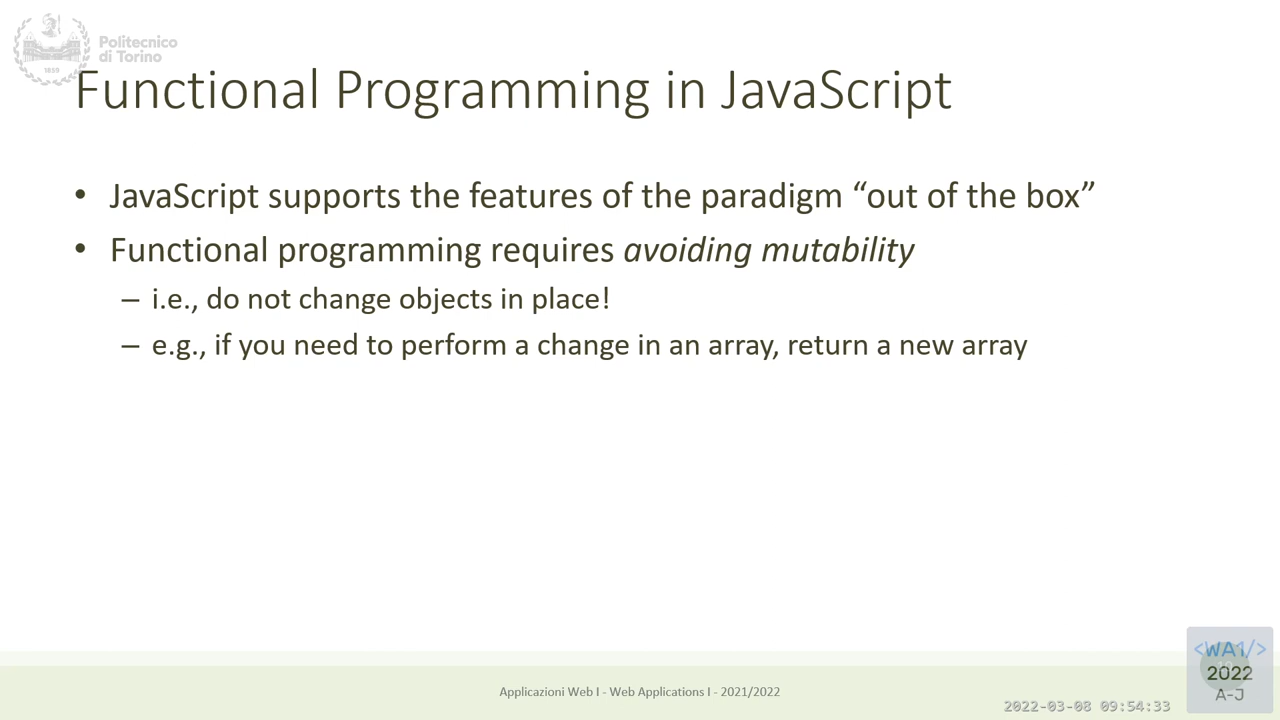 Politecnico
di Torino
1859
Functional Programming in JavaScript
• JavaScript supports the features of the paradigm “out of the box”
• Functional programming requires avoiding mutability
– i.e., do not change objects in place!
– e.g., if you need to perform a change in an array, return a new array
Applicazioni Web I - Web Applications I - 2021/2022
2022-03-08 09:54:33
<WA1/>
2022
A-J